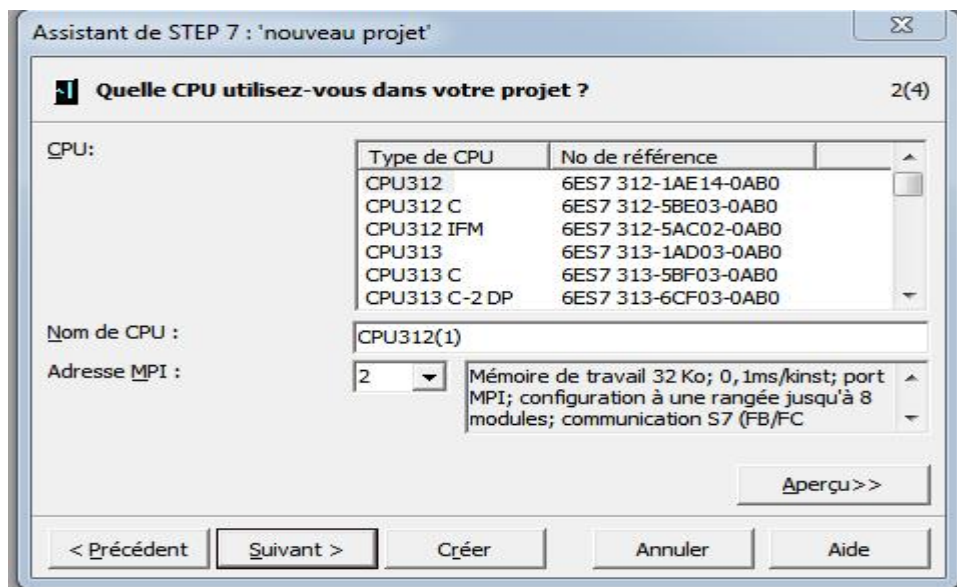 Assistant de STEP 7 : 'nouveau projet'
Quelle CPU utilisez-vous dans votre projet ? 2(4)
CPU: Type de CPU No de référence
CPU312 6ES7 312-1AE14-0AB0
CPU312 C 6ES7 312-5BE03-0AB0
CPU312 IFM 6ES7 312-5AC02-0AB0
CPU313 6ES7 313-1AD03-0AB0
CPU313 C 6ES7 313-5BF03-0AB0
CPU313 C-2 DP 6ES7 313-6CF03-0AB0
Nom de CPU : CPU312(1)
Adresse MPI : 2 Mémoire de travail 32 Ko; 0,1ms/kinst; port
MPI; configuration à une rangée jusqu'à 8
modules; communication S7 (FB/FC
Aperçu>>
< Précédent Suivant > Créer Annuler Aide